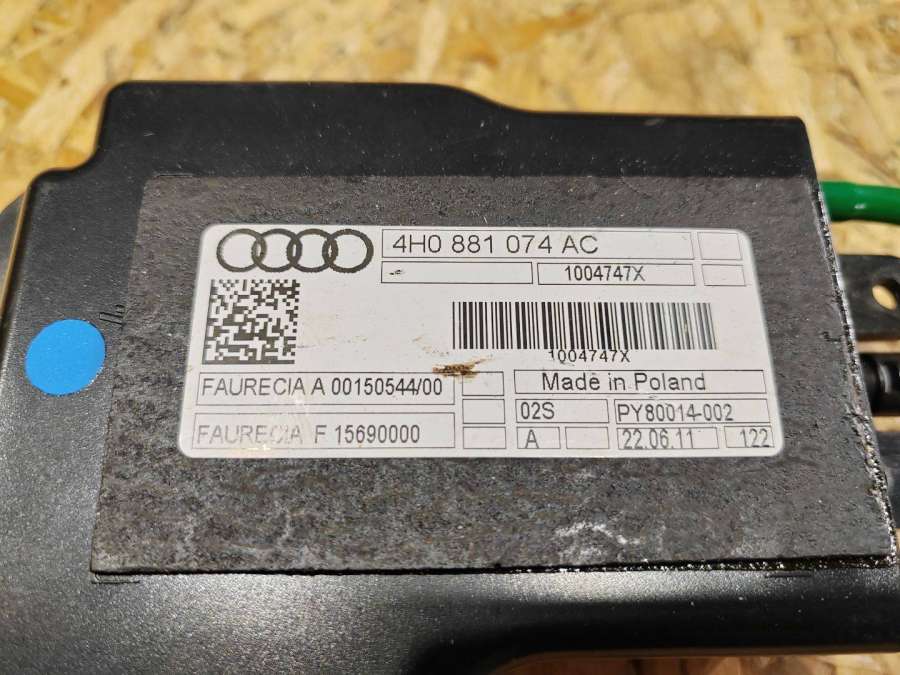 4H0 881 074 AC
1004747X
1004747X
FAURECIA A 00150544/00
Made in Poland
02S PY80014-002
FAURECIA F 15690000
A 22.06.11 122